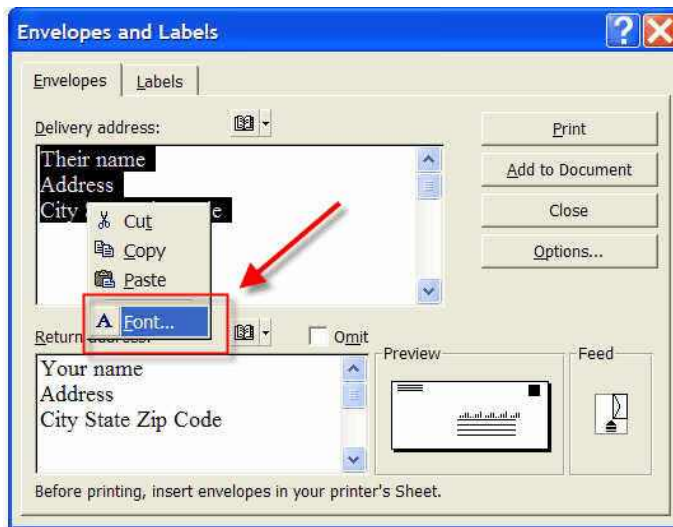 Envelopes and Labels
Envelopes Labels
Delivery address:
Print
Their name
Address
City e
Add to Document
Close
Options...
Cut
Copy
Paste
A Font...
Return address:
Omit
Preview
Feed
Your name
Address
City State Zip Code
Before printing, insert envelopes in your printer's Sheet.